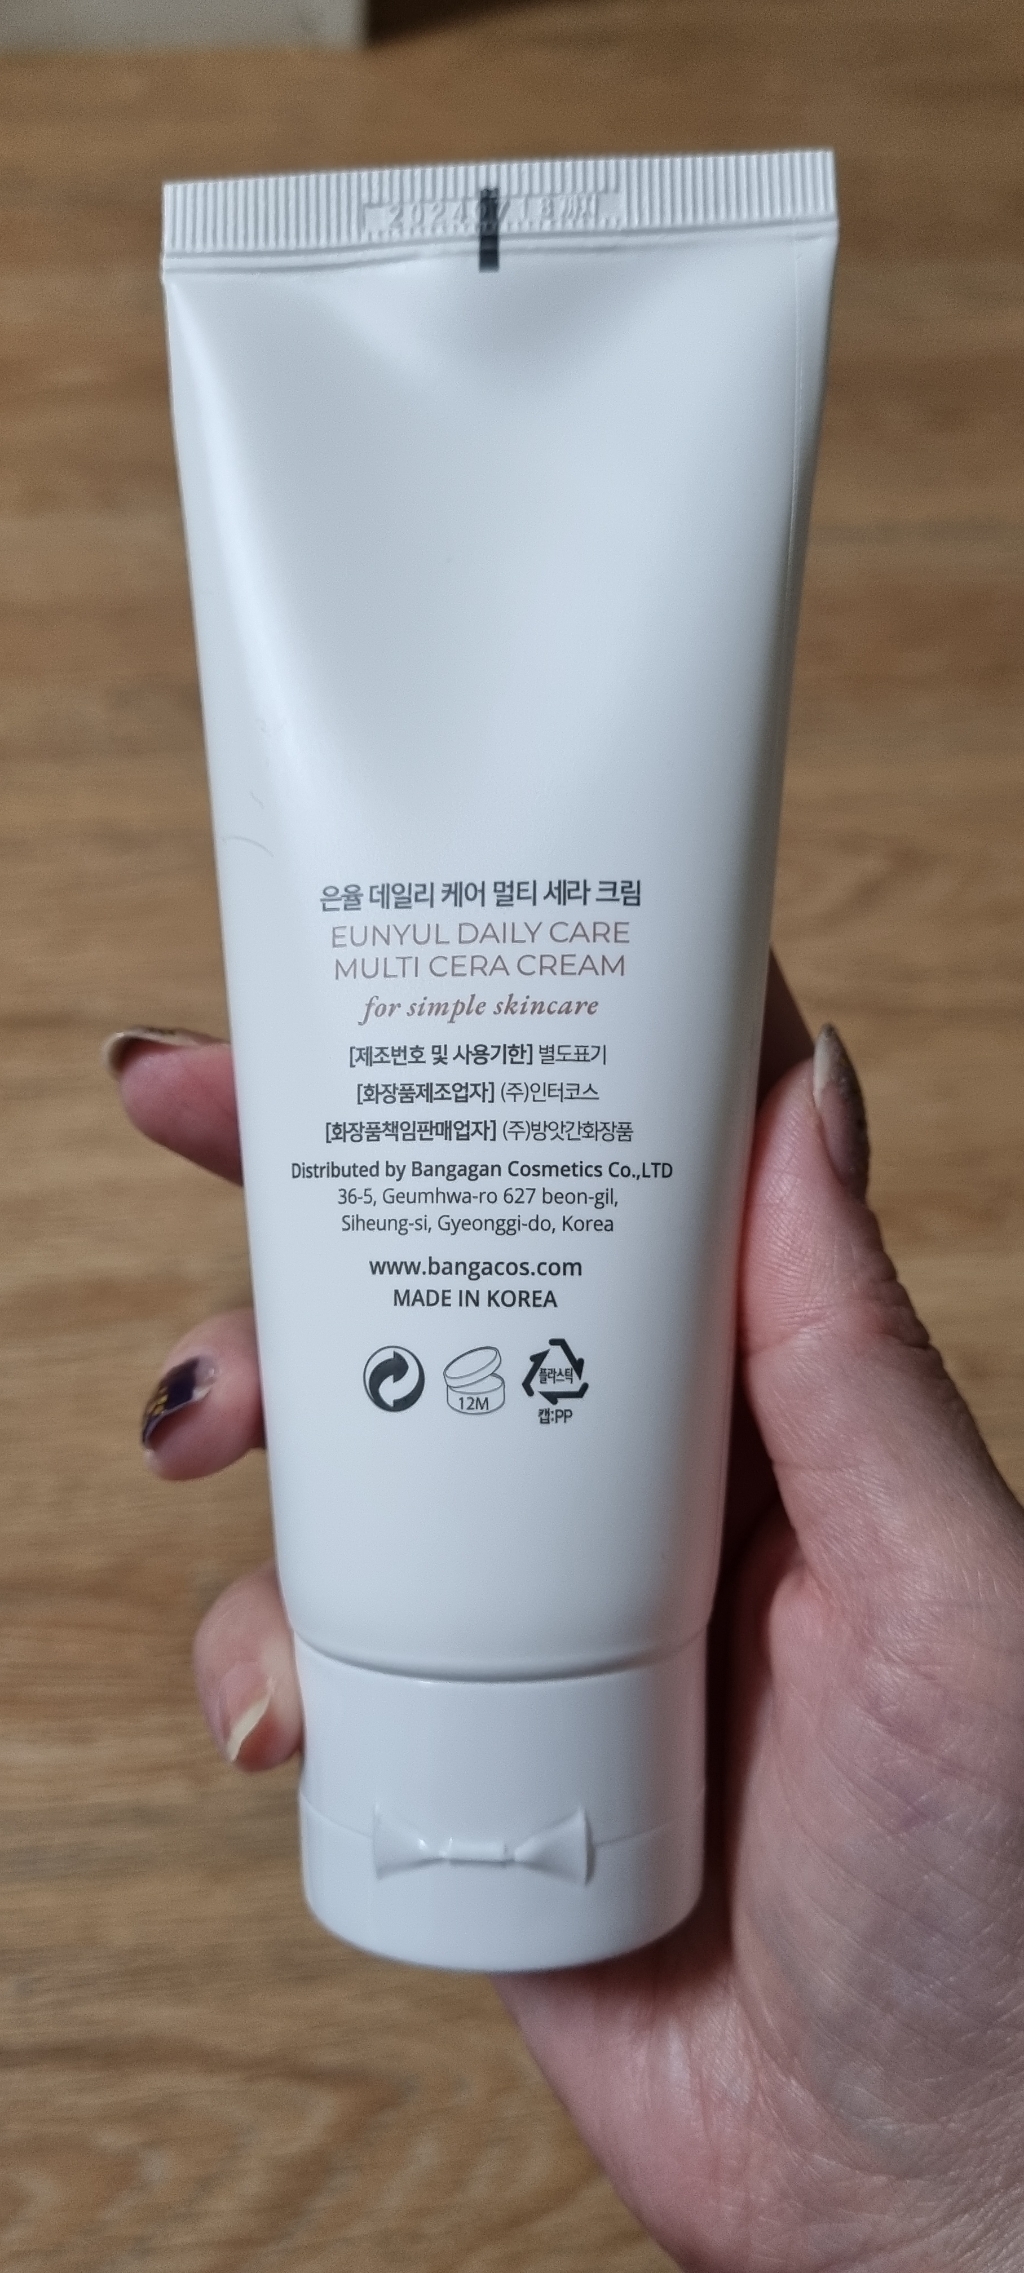 은율 데일리 케어 멀티 세라 크림
EUNYUL DAILY CARE
MULTI CERA CREAM
for simple skincare
[제조번호 및 사용기한] 별도표기
[화장품제조업자] (주)인터코스
[화장품책임판매업자] (주)방앗간화장품
Distributed by Bangagan Cosmetics Co.,LTD
36-5, Geumhwa-ro 627 beon-gil,
Siheung-si, Gyeonggi-do, Korea
www.bangacos.com
MADE IN KOREA
12M
플라스틱
캡:PP